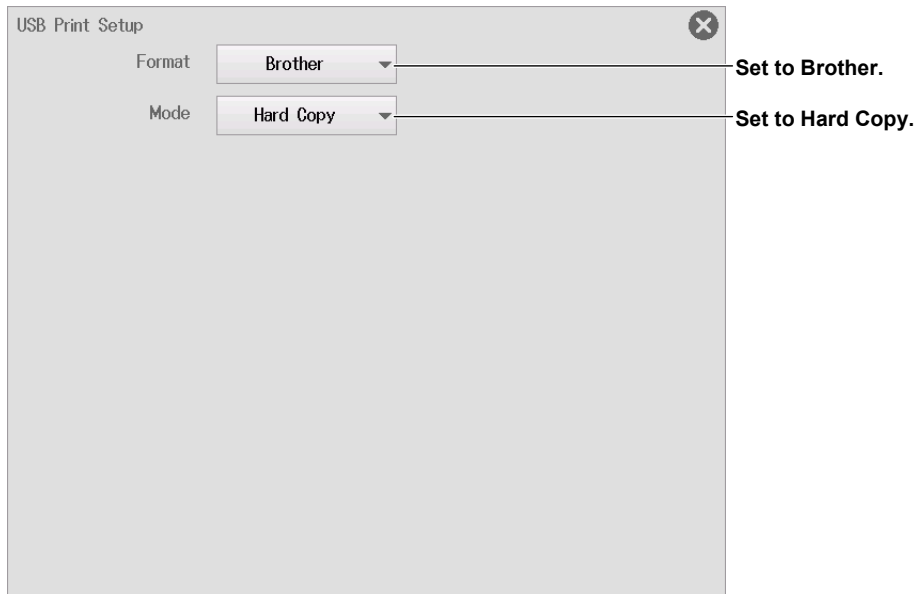 USB Print Setup
Format Brother Set to Brother.
Mode Hard Copy Set to Hard Copy.